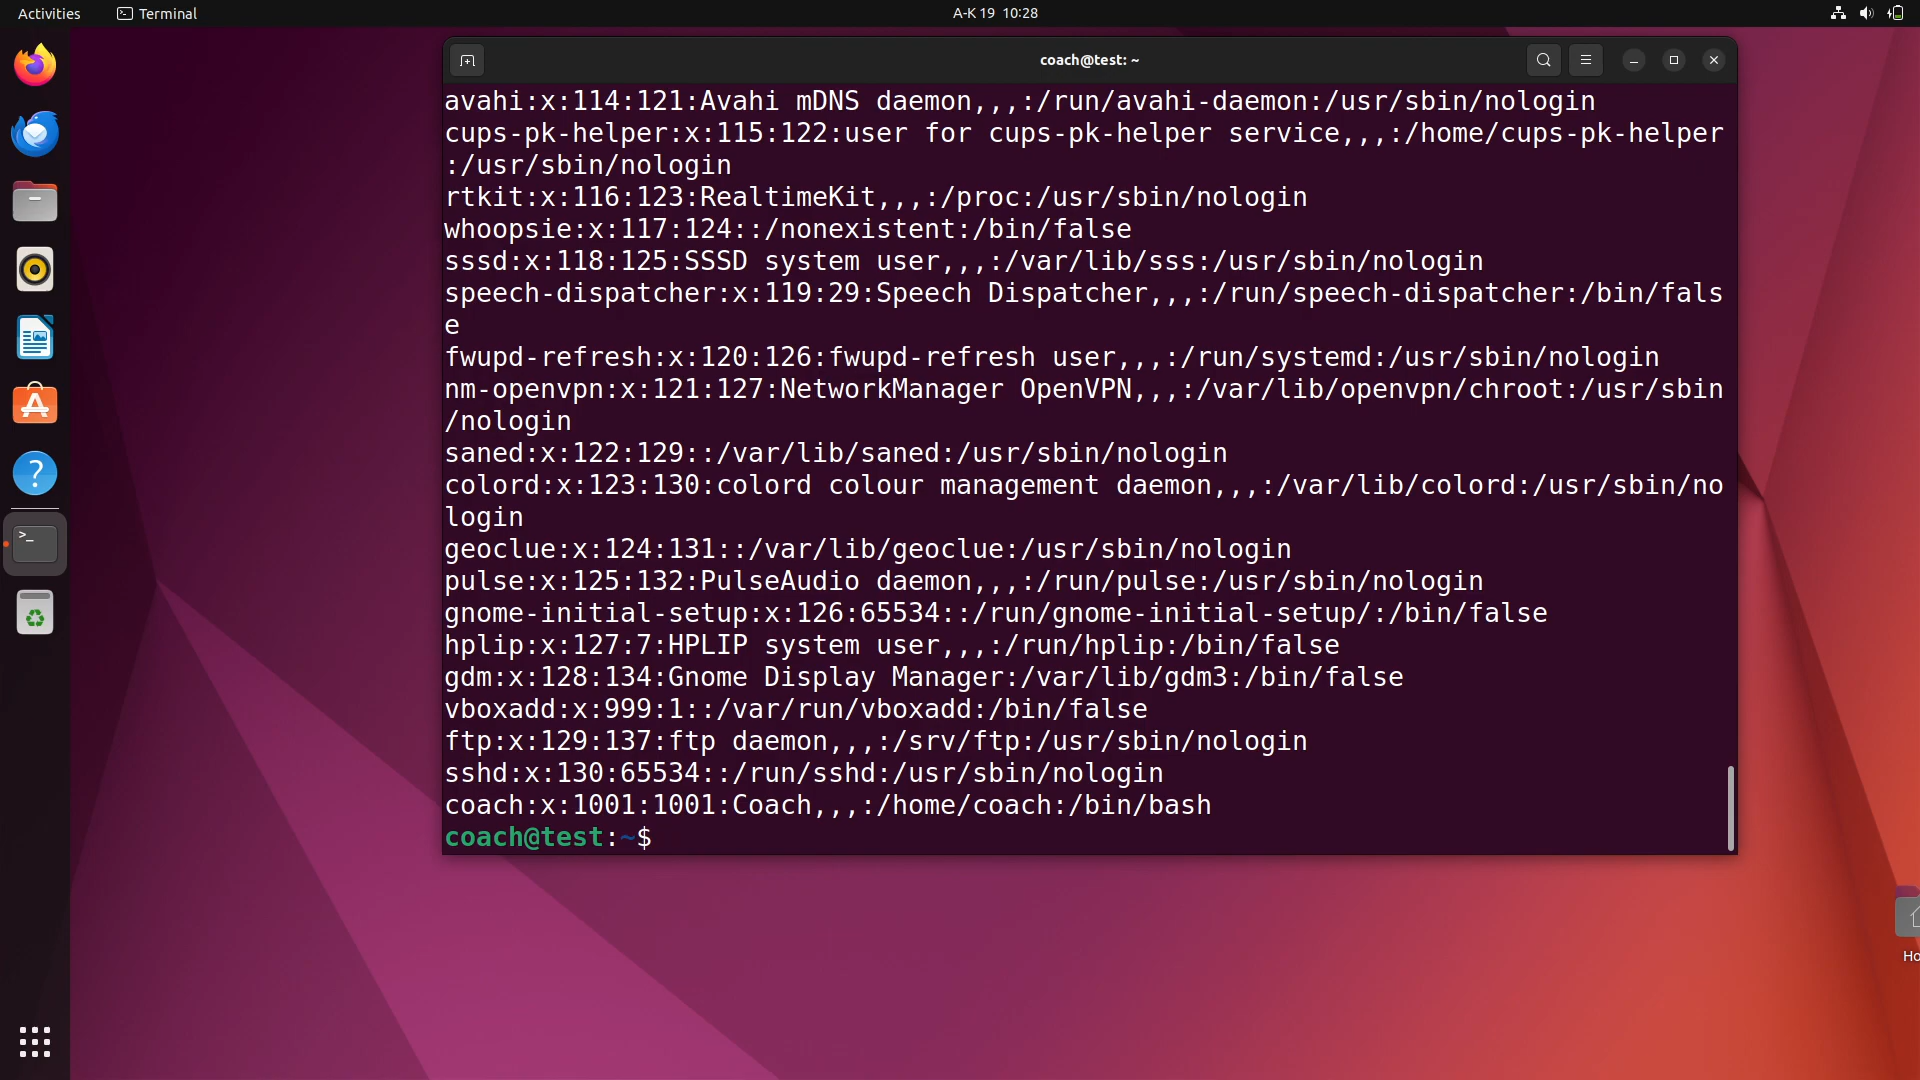 Activities
Terminal
A-K 19 10:28
coach@test: ~
avahi:x:114:121:Avahi mDNS daemon,,,:/run/avahi-daemon:/usr/sbin/nologin
cups-pk-helper:x:115:122:user for cups-pk-helper service,,,:/home/cups-pk-helper
:/usr/sbin/nologin
rtkit:x:116:123:RealtimeKit,,,:/proc:/usr/sbin/nologin
whoopsie:x:117:124::/nonexistent:/bin/false
sssd:x:118:125:SSSD system user,,,:/var/lib/sss:/usr/sbin/nologin
speech-dispatcher:x:119:29:Speech Dispatcher,,,:/run/speech-dispatcher:/bin/fals
e
fwupd-refresh:x:120:126:fwupd-refresh user,,,:/run/systemd:/usr/sbin/nologin
nm-openvpn:x:121:127:NetworkManager OpenVPN,,,:/var/lib/openvpn/chroot:/usr/sbin
/nologin
saned:x:122:129::/var/lib/saned:/usr/sbin/nologin
colord:x:123:130:colord colour management daemon,,,:/var/lib/colord:/usr/sbin/no
login
geoclue:x:124:131::/var/lib/geoclue:/usr/sbin/nologin
pulse:x:125:132:PulseAudio daemon,,,:/run/pulse:/usr/sbin/nologin
gnome-initial-setup:x:126:65534::/run/gnome-initial-setup/:/bin/false
hplip:x:127:7:HPLIP system user,,,:/run/hplip:/bin/false
gdm:x:128:134:Gnome Display Manager:/var/lib/gdm3:/bin/false
vboxadd:x:999:1::/var/run/vboxadd:/bin/false
ftp:x:129:137:ftp daemon,,,:/srv/ftp:/usr/sbin/nologin
sshd:x:130:65534::/run/sshd:/usr/sbin/nologin
coach:x:1001:1001:Coach,,,:/home/coach:/bin/bash
coach@test:~$
Ho